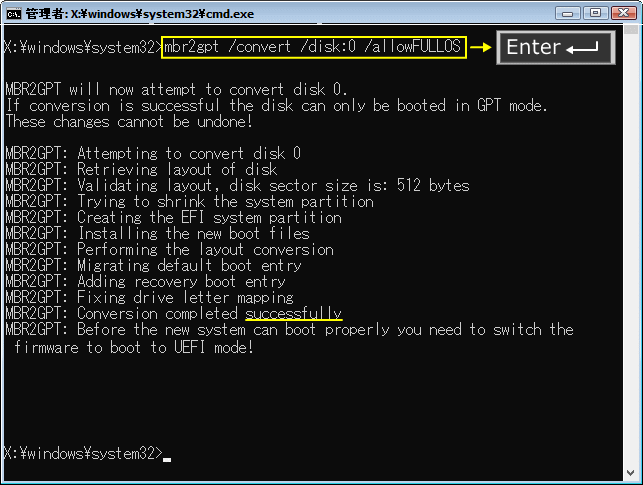 管理者: X:¥windows¥system32¥cmd.exe
X:¥windows¥system32>mbr2gpt /convert /disk:0 /allowFULLOS
Enter
MBR2GPT will now attempt to convert disk 0.
If conversion is successful the disk can only be booted in GPT mode.
These changes cannot be undone!
MBR2GPT: Attempting to convert disk 0
MBR2GPT: Retrieving layout of disk
MBR2GPT: Validating layout, disk sector size is: 512 bytes
MBR2GPT: Trying to shrink the system partition
MBR2GPT: Creating the EFI system partition
MBR2GPT: Installing the new boot files
MBR2GPT: Performing the layout conversion
MBR2GPT: Migrating default boot entry
MBR2GPT: Adding recovery boot entry
MBR2GPT: Fixing drive letter mapping
MBR2GPT: Conversion completed successfully
MBR2GPT: Before the new system can boot properly you need to switch the
firmware to boot to UEFI mode!
X:¥windows¥system32>